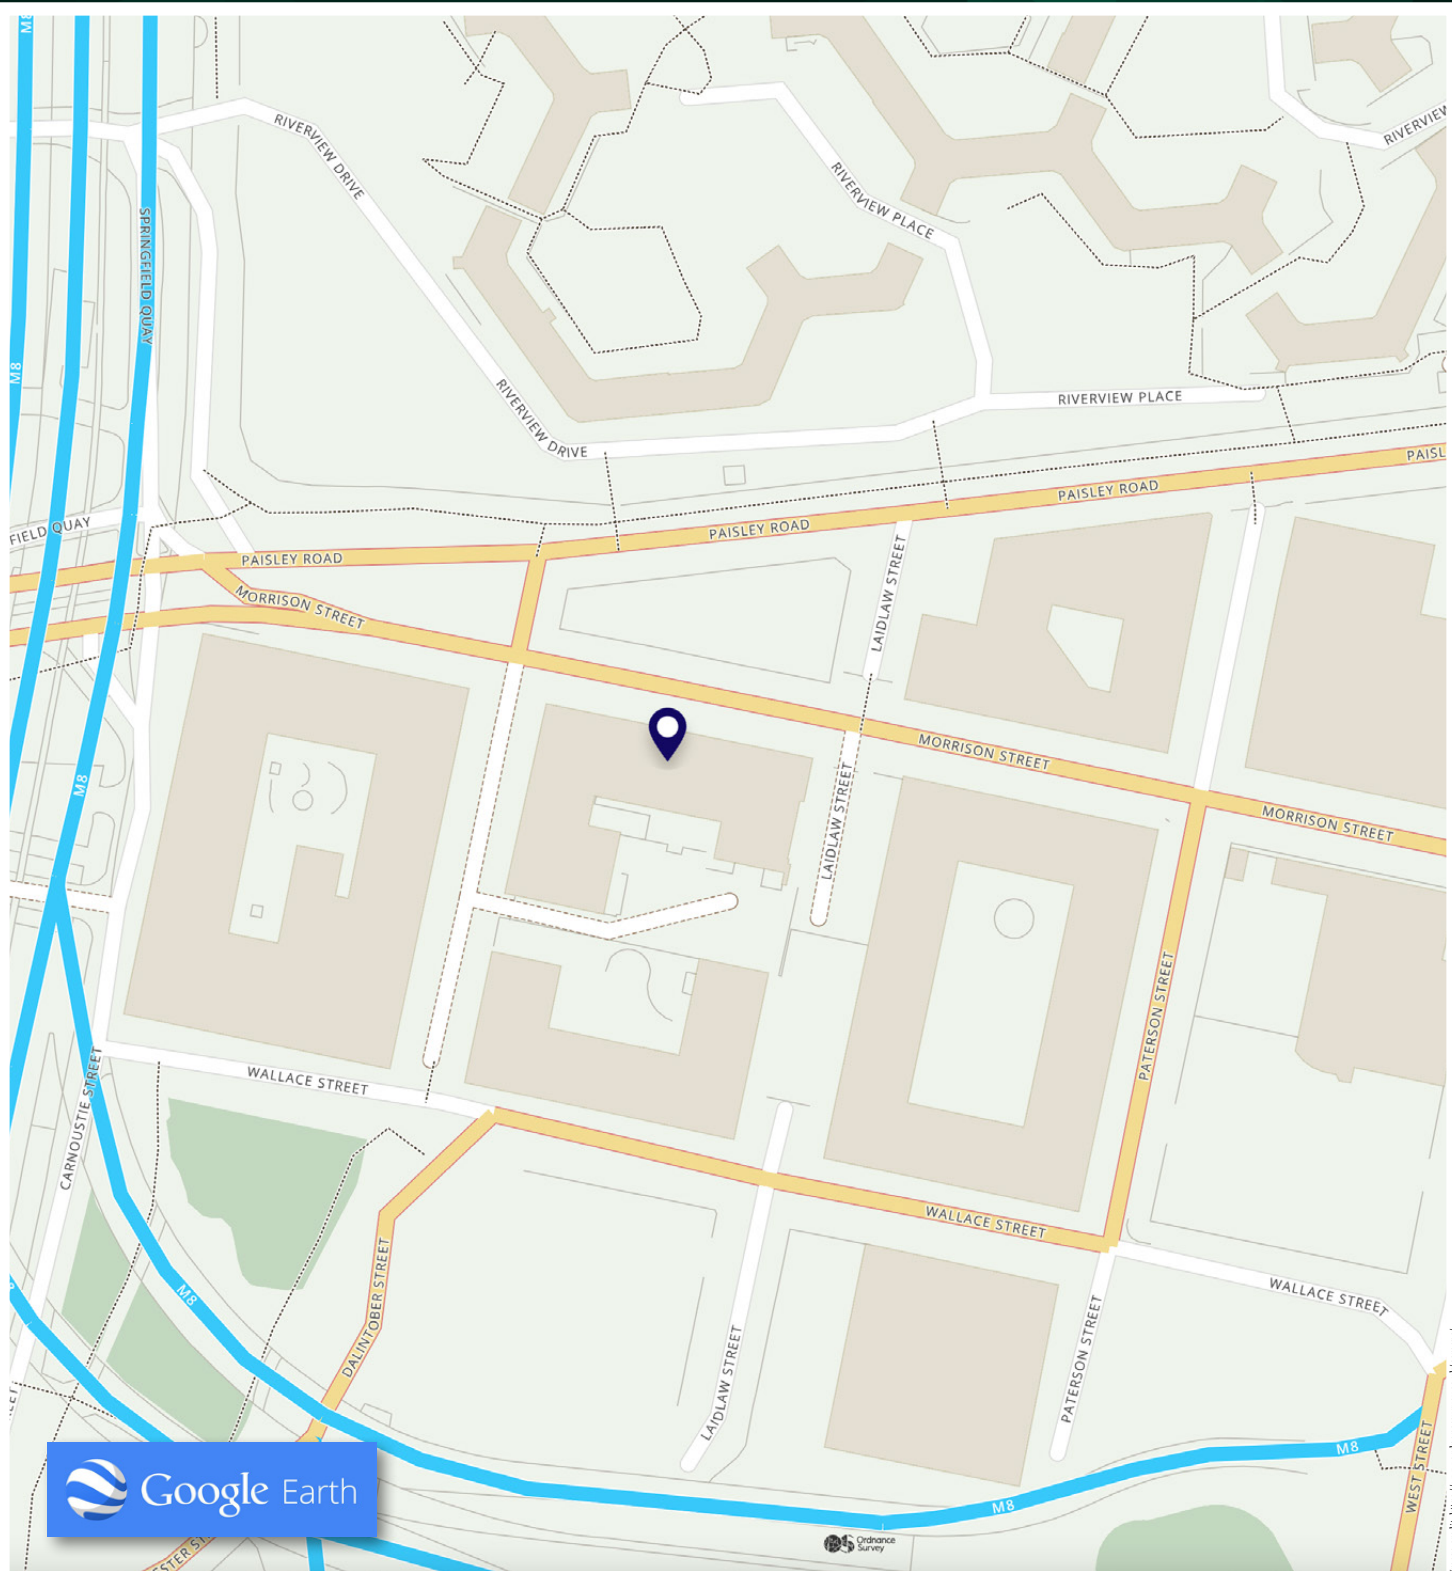 M8
RIVERVIEW DRIVE
RIVERVIEW
RIVERVIEW PLACE
SPRINGFIELD QUAY
M8
RIVERVIEW DRIVE
RIVERVIEW PLACE
PAISL
PAISLEY ROAD
FIELD QUAY
PAISLEY ROAD
PAISLEY ROAD
LAIDLAW STREET
MORRISON STREET
MORRISON STREET
M8
LAIDLAW STREET
MORRISON STREET
PATERSON STREET
WALLACE STREET
CARNOUSTIE STREET
WALLACE STREET
M8
DALINTOBER STREET
WALLACE STREET
LAIDLAW STREET
PATERSON STREET
M8
WEST STREET
Google Earth
M8
Ordnance
Survey